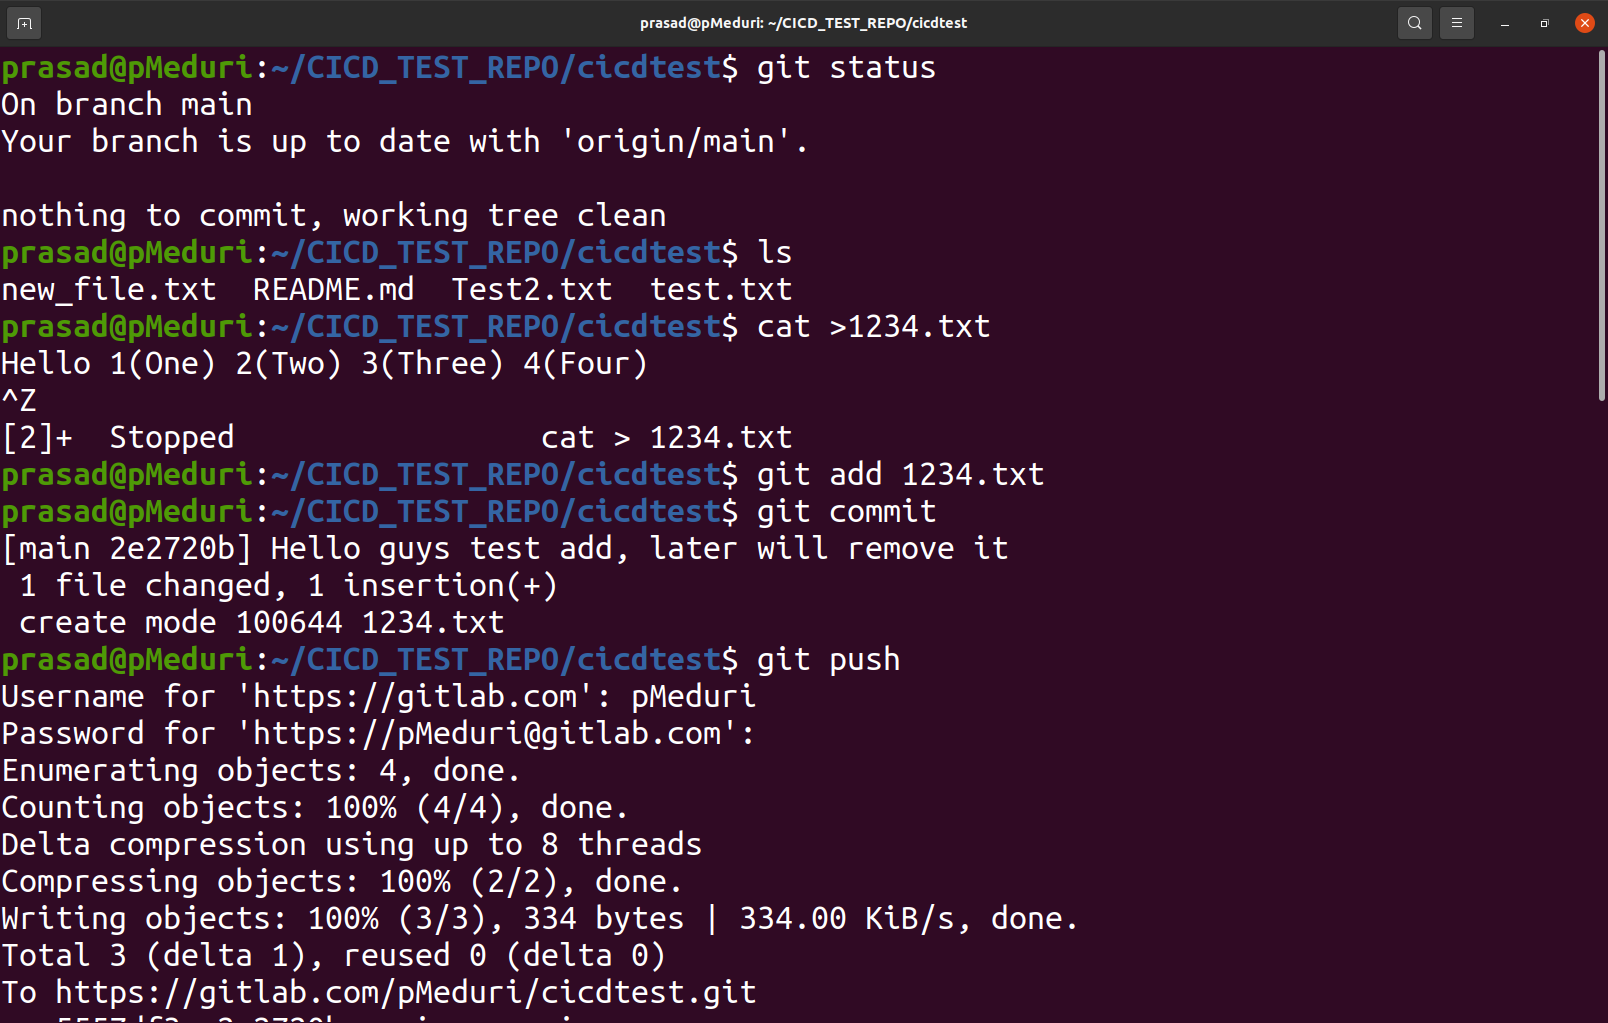 prasad@pMeduri: ~/CICD_TEST_REPO/cicdtest
prasad@pMeduri:~/CICD_TEST_REPO/cicdtest$ git status
On branch main
Your branch is up to date with 'origin/main'.

nothing to commit, working tree clean
prasad@pMeduri:~/CICD_TEST_REPO/cicdtest$ ls
new_file.txt  README.md  Test2.txt  test.txt
prasad@pMeduri:~/CICD_TEST_REPO/cicdtest$ cat >1234.txt
Hello 1(One) 2(Two) 3(Three) 4(Four)
^Z
[2]+  Stopped                 cat > 1234.txt
prasad@pMeduri:~/CICD_TEST_REPO/cicdtest$ git add 1234.txt
prasad@pMeduri:~/CICD_TEST_REPO/cicdtest$ git commit
[main 2e2720b] Hello guys test add, later will remove it
 1 file changed, 1 insertion(+)
 create mode 100644 1234.txt
prasad@pMeduri:~/CICD_TEST_REPO/cicdtest$ git push
Username for 'https://gitlab.com': pMeduri
Password for 'https://pMeduri@gitlab.com':
Enumerating objects: 4, done.
Counting objects: 100% (4/4), done.
Delta compression using up to 8 threads
Compressing objects: 100% (2/2), done.
Writing objects: 100% (3/3), 334 bytes | 334.00 KiB/s, done.
Total 3 (delta 1), reused 0 (delta 0)
To https://gitlab.com/pMeduri/cicdtest.git